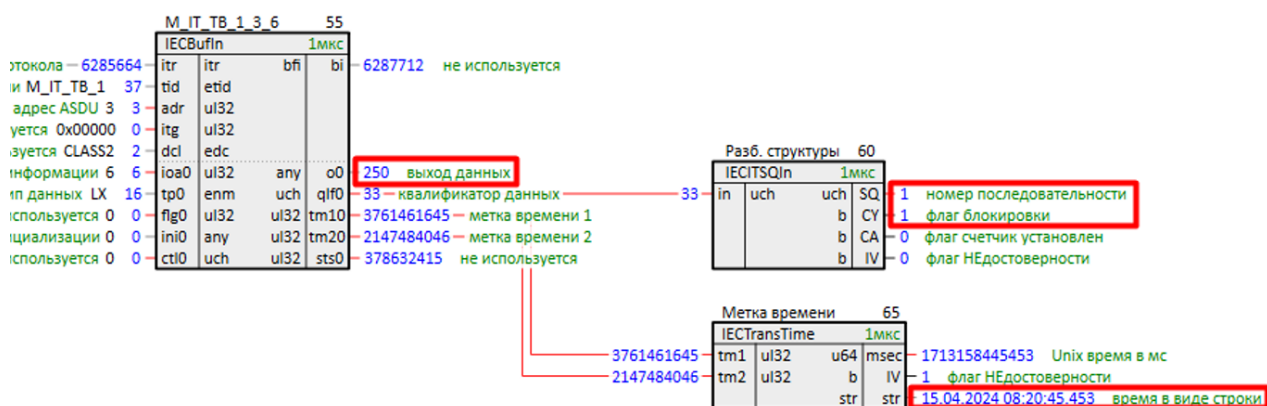 M_IT_TB_1_3_6 55
IECBufIn 1мкс
отокола 6285664 itr itr bfi bi 6287712 не используется
и M_IT_TB_1 37 tid etid
адрес ASDU 3 3 adr ul32
уется 0x00000 0 itg ul32
ьзуется CLASS2 2 dcl edc
информации 6 6 ioa0 ul32 any o0 250 выход данных
ип данных LX 16 tp0 enm uch qlf0 33 квалификатор данных
используется 0 0 flg0 ul32 ul32 tm10 3761461645 метка времени 1
ициализации 0 0 ini0 any ul32 tm20 2147484046 метка времени 2
используется 0 0 ctl0 uch ul32 sts0 378632415 не используется
Разб. структуры 60
IECITSQIn 1мкс
33 in uch uch SQ 1 номер последовательности
b CY 1 флаг блокировки
b CA 0 флаг счетчик установлен
b IV 0 флаг НЕдостоверности
Метка времени 65
IECTransTime 1мкс
3761461645 tm1 ul32 u64 msec 1713158445453 Unix время в мс
2147484046 tm2 ul32 b IV 1 флаг НЕдостоверности
str str 15.04.2024 08:20:45.453 время в виде строки